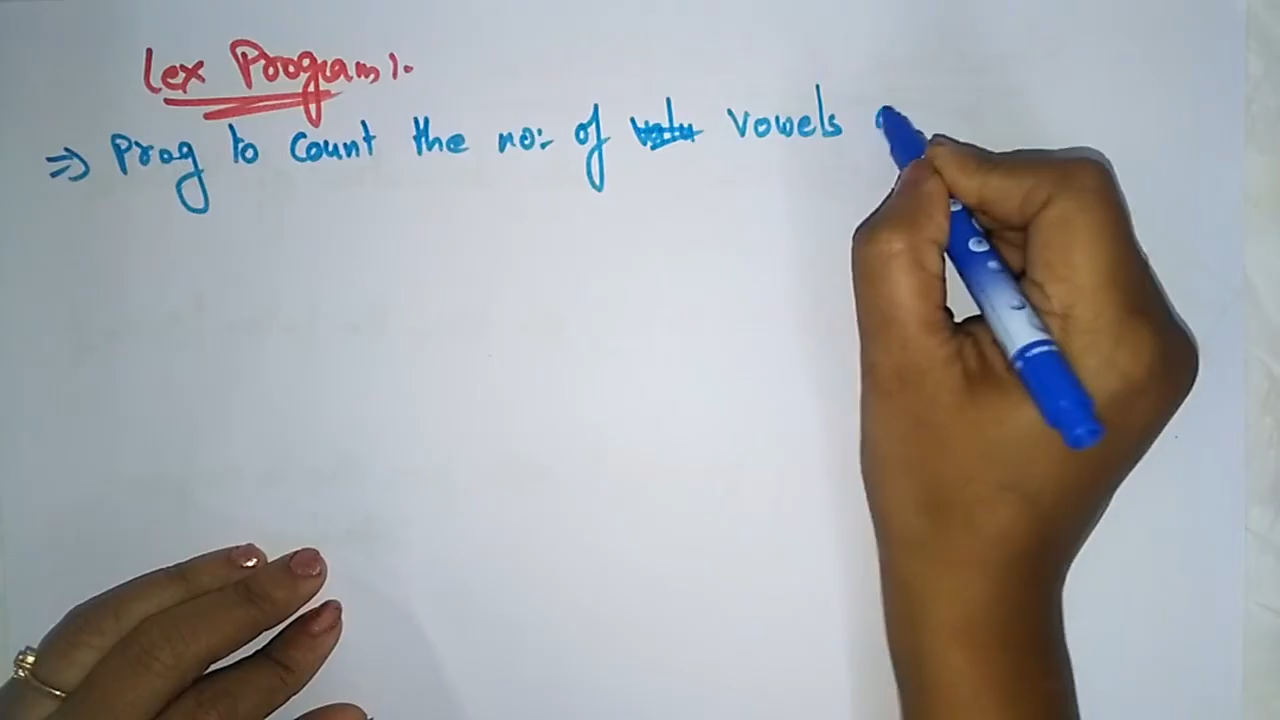 Lex Program:-
⇒ Prog to Count the no: of vowels